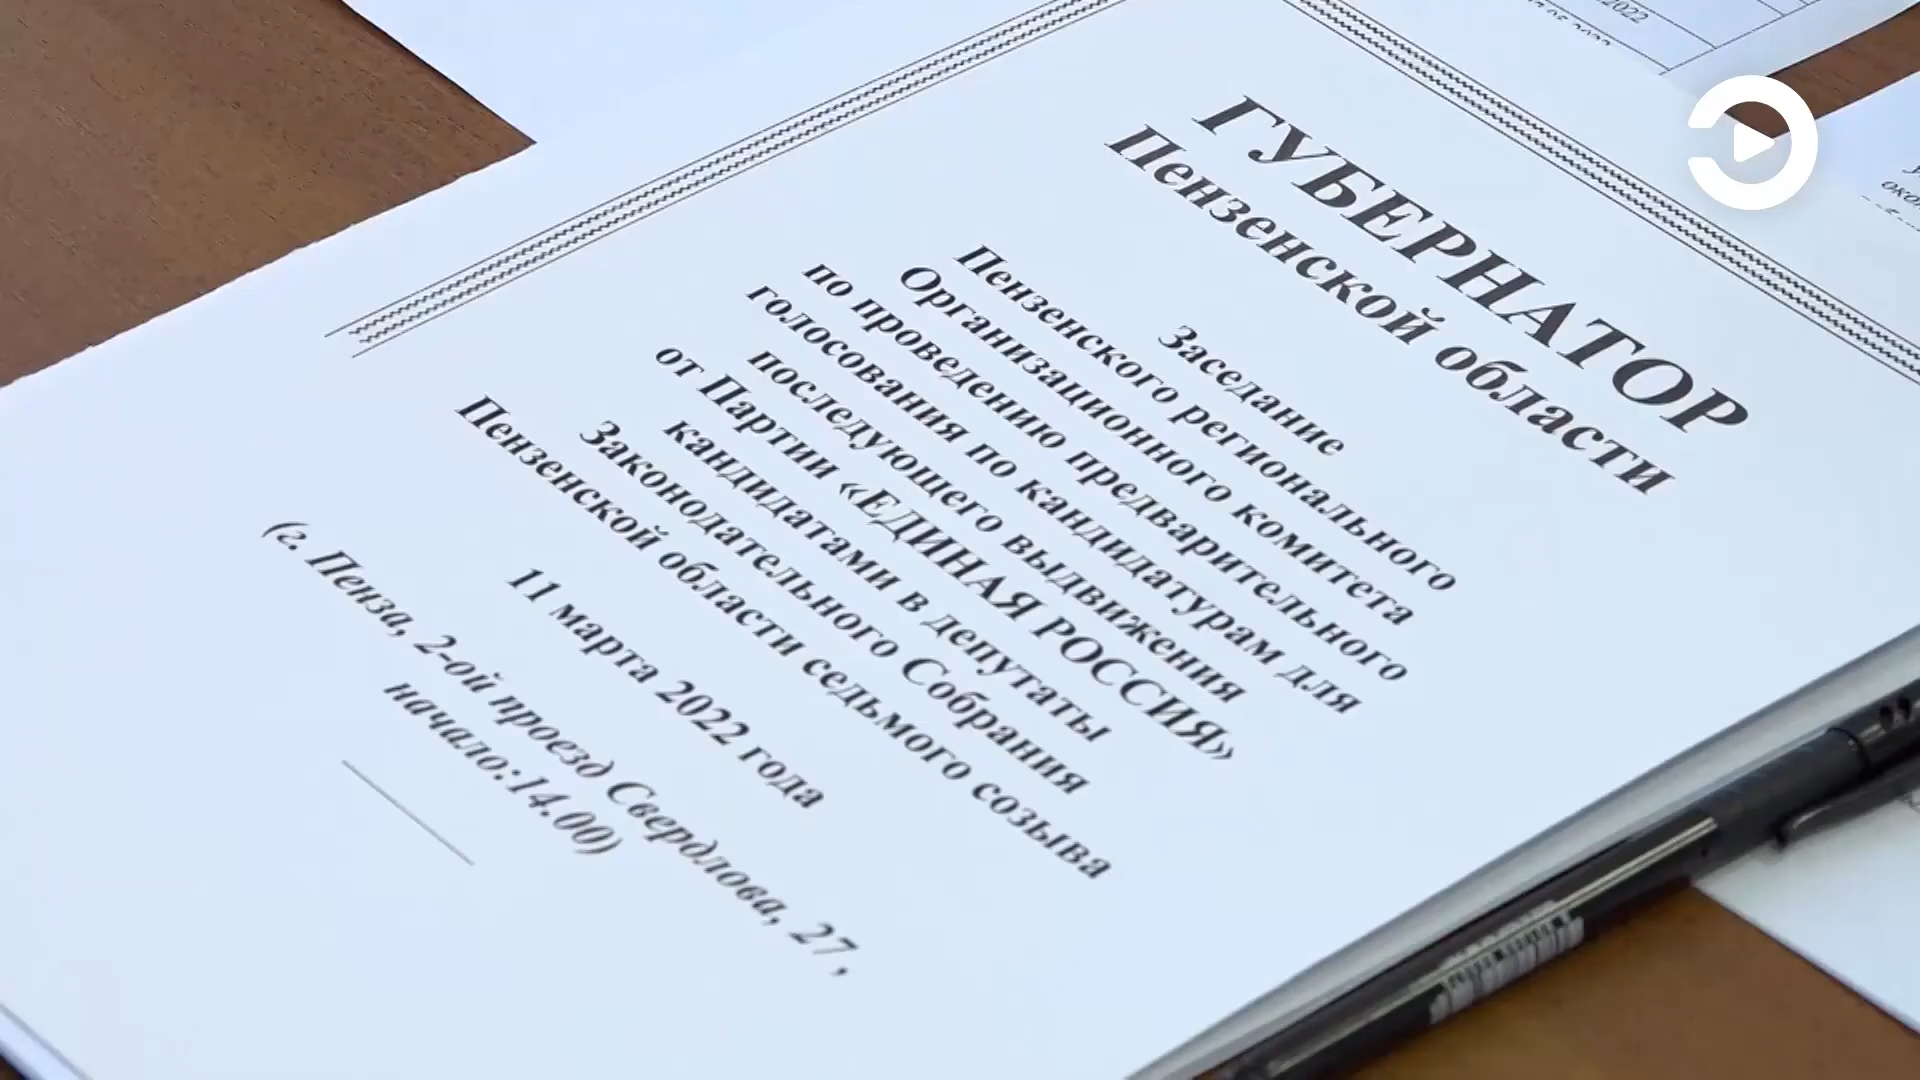 ГУБЕРНАТОР
Пензенской области
Заседание
Пензенского регионального
Организационного комитета
по проведению предварительного
голосования по кандидатурам для
последующего выдвижения
от Партии «ЕДИНАЯ РОССИЯ»
кандидатами в депутаты
Законодательного Собрания
Пензенской области седьмого созыва
11 марта 2022 года
(г. Пенза, 2-ой проезд Свердлова, 27,
начало:14.00)
2022